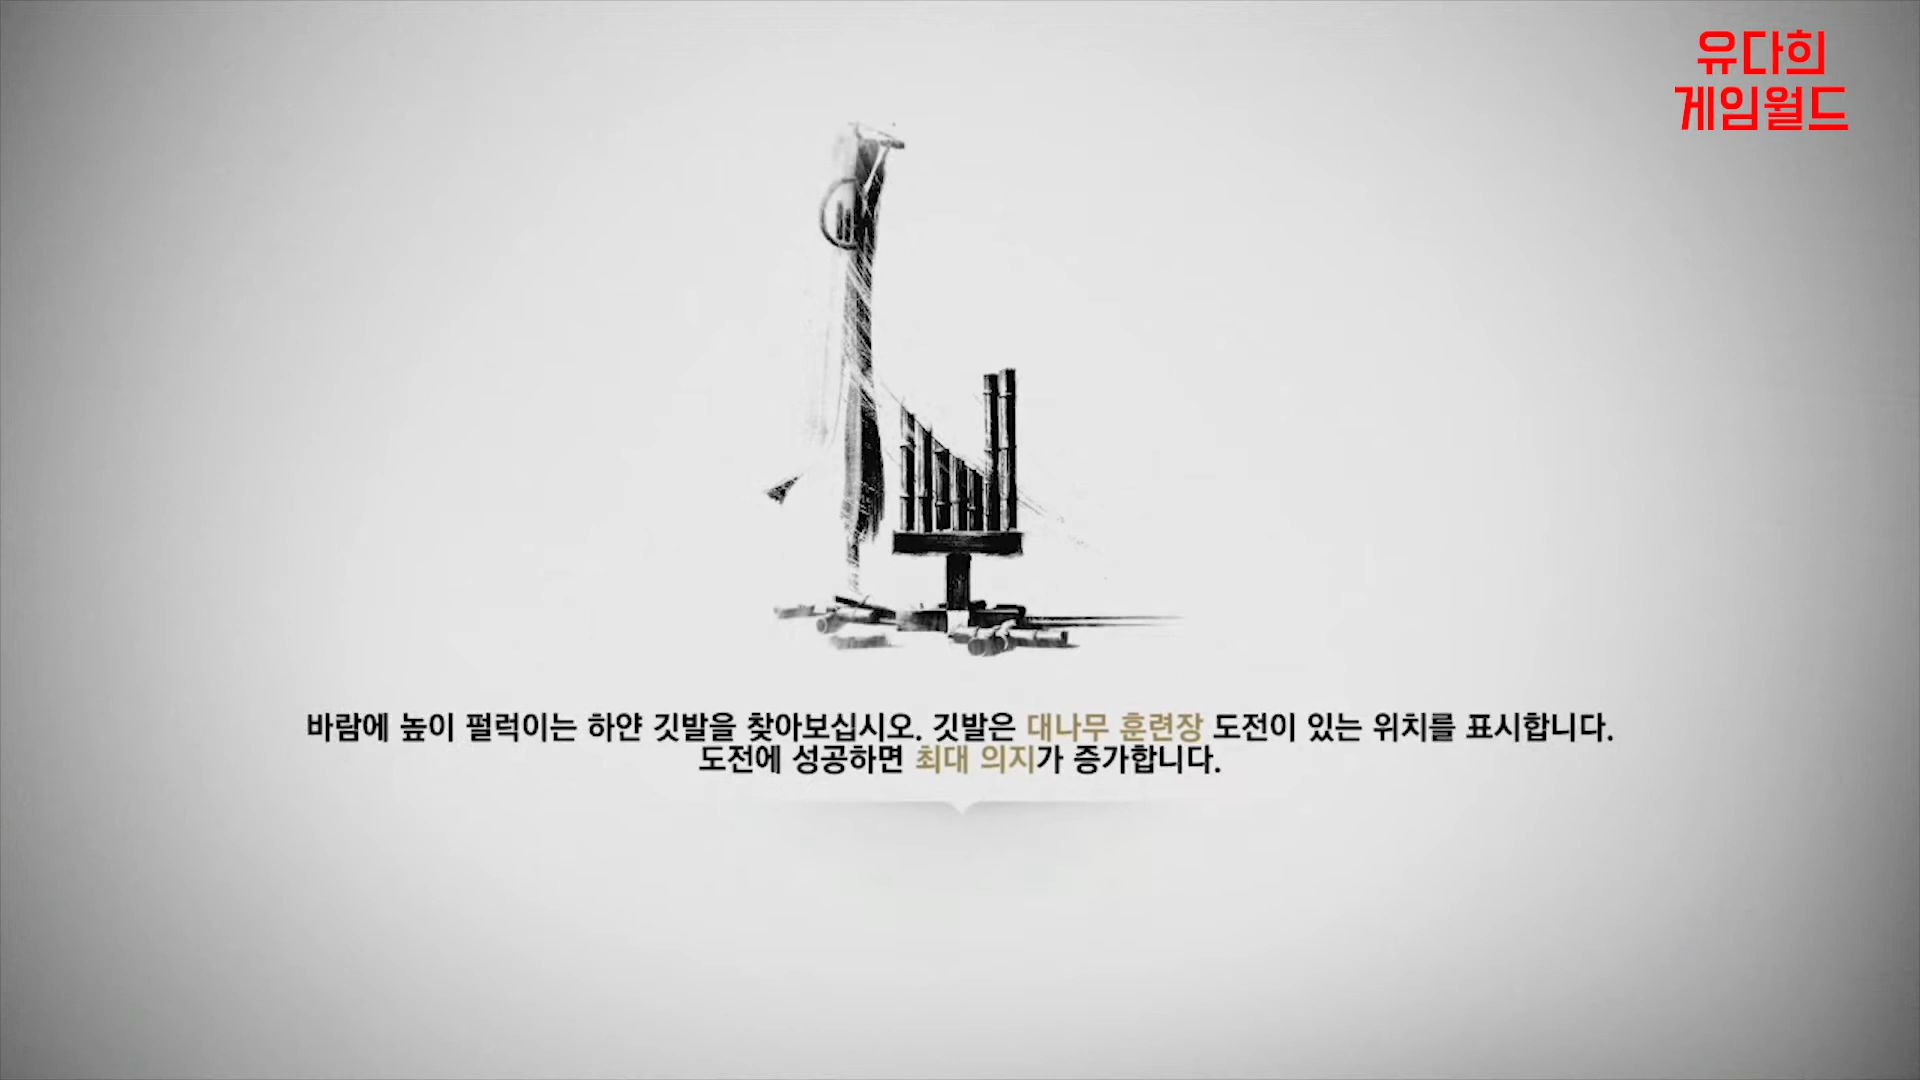 유다희
게임월드
바람에 높이 펄럭이는 하얀 깃발을 찾아보십시오. 깃발은 대나무 훈련장 도전이 있는 위치를 표시합니다.
도전에 성공하면 최대 의지가 증가합니다.